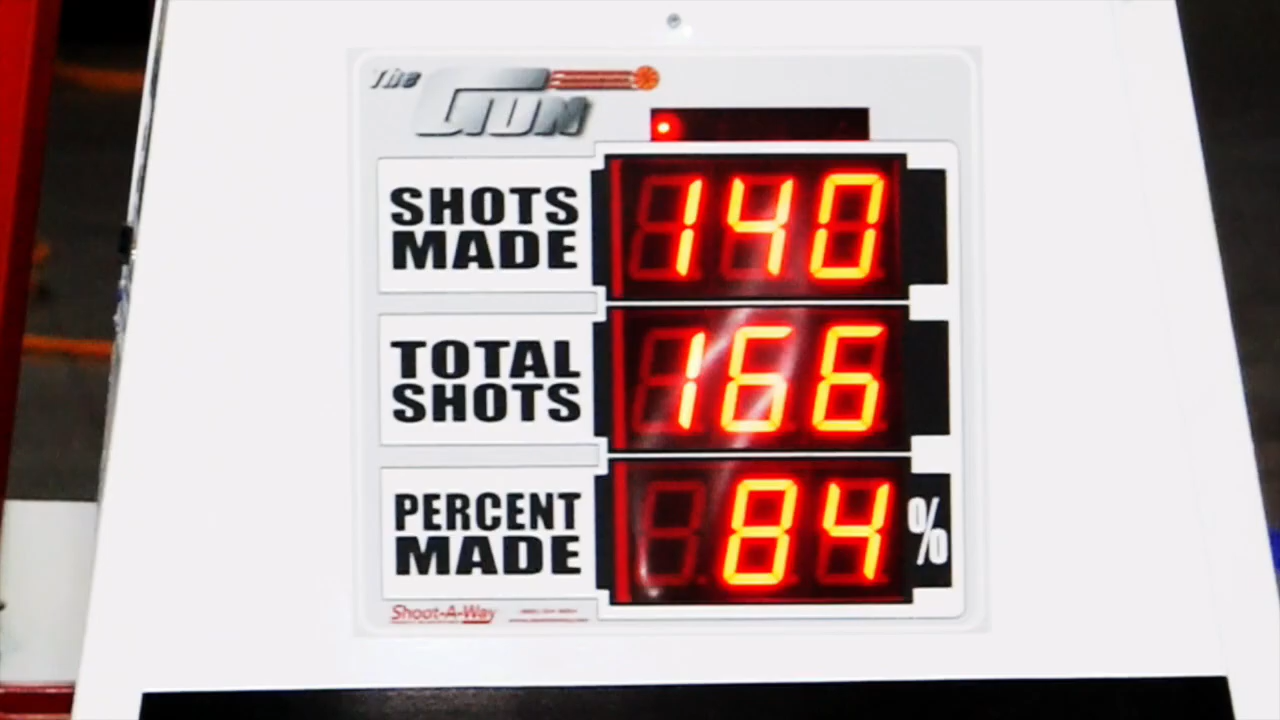 The GUN
SHOTS
MADE
140
TOTAL
SHOTS
166
PERCENT
MADE
84 %
Shoot-A-Way